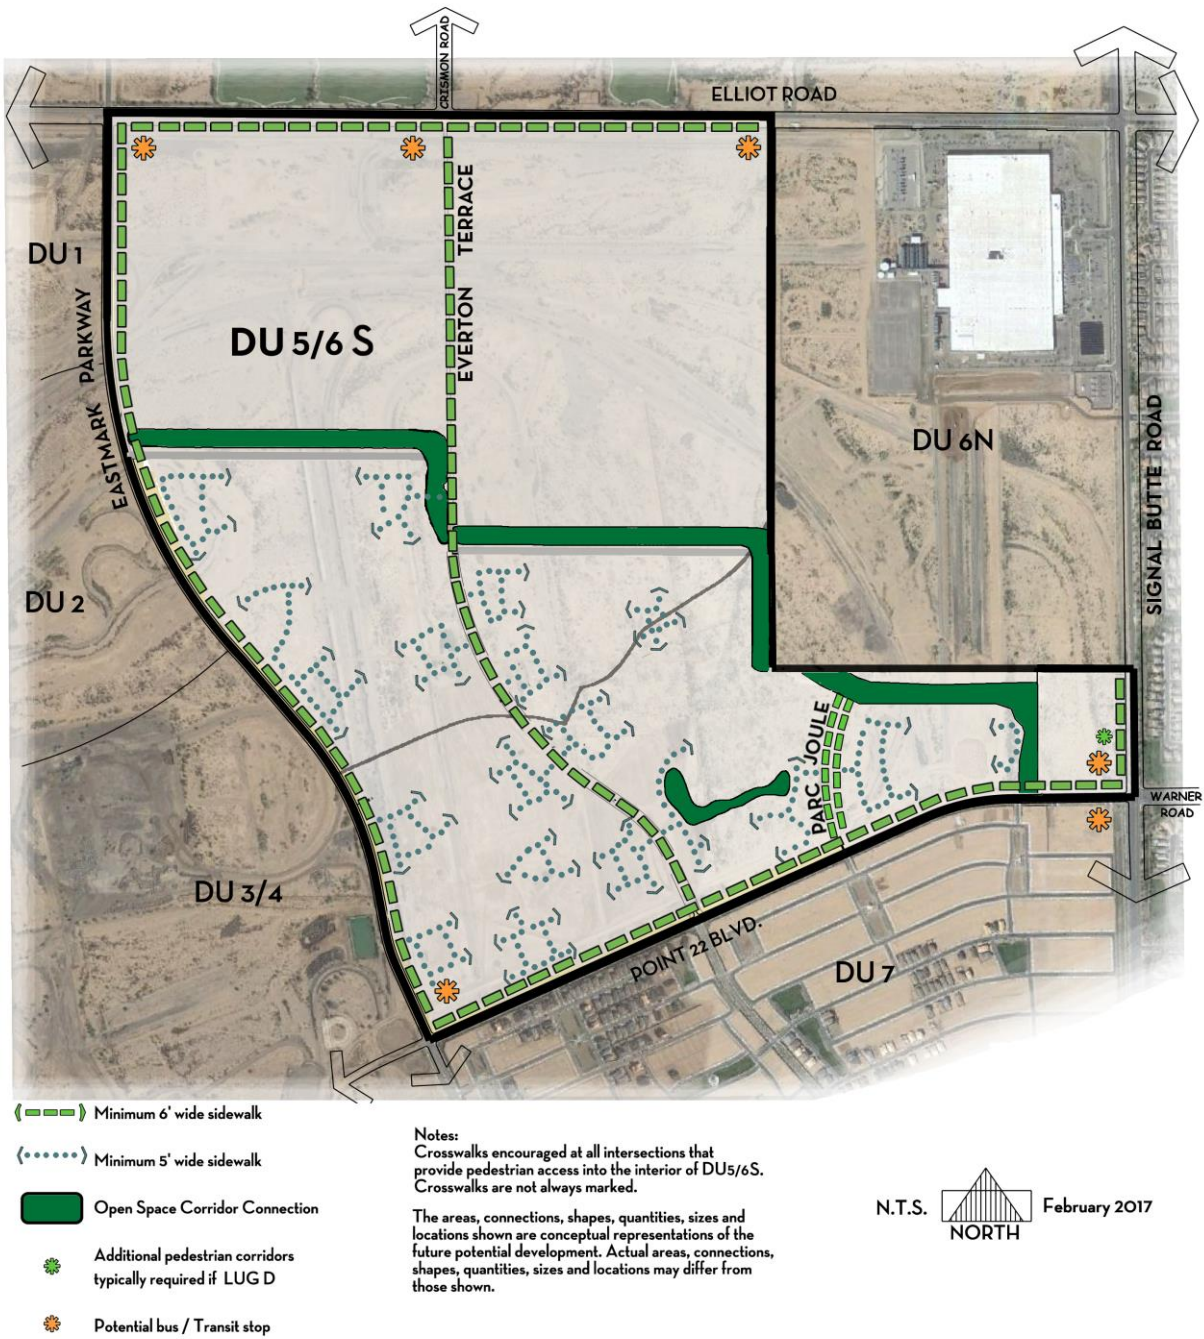 CRISMON ROAD
ELLIOT ROAD
DU 1
EASTMARK PARKWAY
EVERTON TERRACE
DU 5/6 S
DU 6N
SIGNAL BUTTE ROAD
DU 2
PARC JOULE
WARNER
ROAD
DU 3/4
POINT 22 BLVD.
DU 7
Minimum 6' wide sidewalk
Minimum 5' wide sidewalk
Open Space Corridor Connection
Additional pedestrian corridors
typically required if LUG D
Potential bus / Transit stop
Notes:
Crosswalks encouraged at all intersections that
provide pedestrian access into the interior of DU5/6S.
Crosswalks are not always marked.
The areas, connections, shapes, quantities, sizes and
locations shown are conceptual representations of the
future potential development. Actual areas, connections,
shapes, quantities, sizes and locations may differ from
those shown.
N.T.S.
NORTH
February 2017